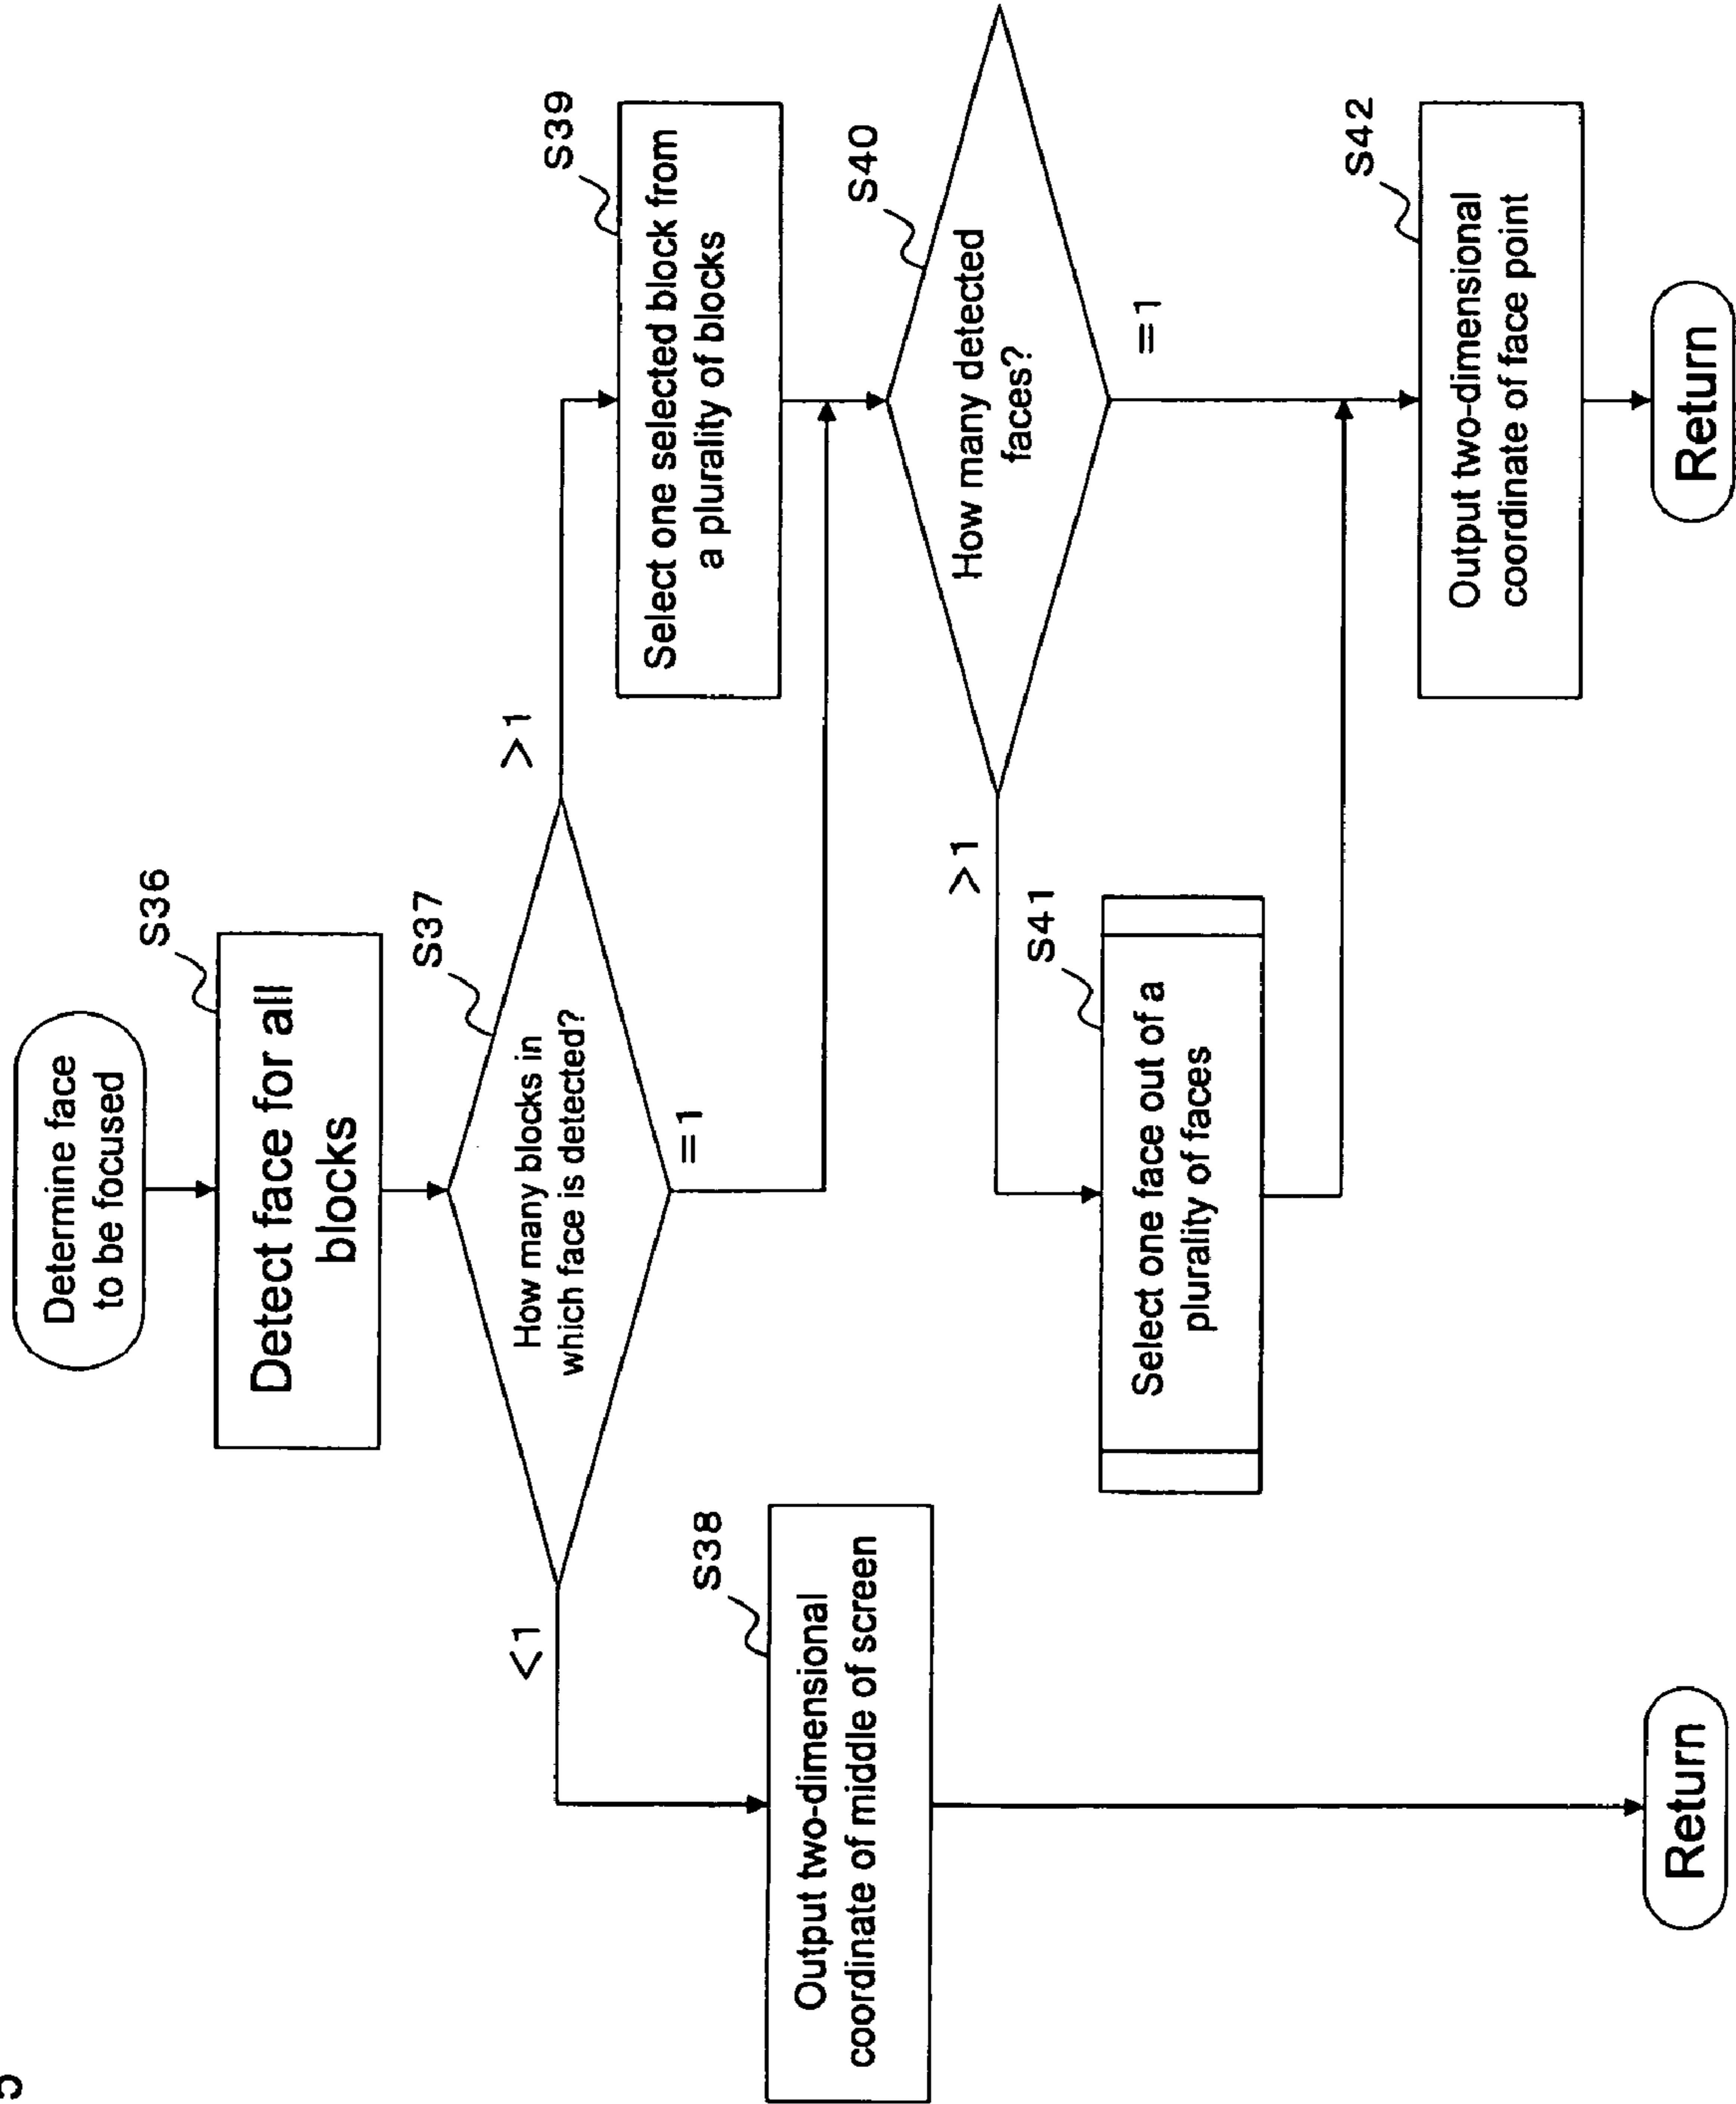 Determine face
to be focused
S36
Detect face for all
blocks
S37
How many blocks in
which face is detected?
<1
=1
>1
S38
Output two-dimensional
coordinate of middle of screen
Return
S39
Select one selected block from
a plurality of blocks
S40
How many detected
faces?
>1
=1
S41
Select one face out of a
plurality of faces
S42
Output two-dimensional
coordinate of face point
Return